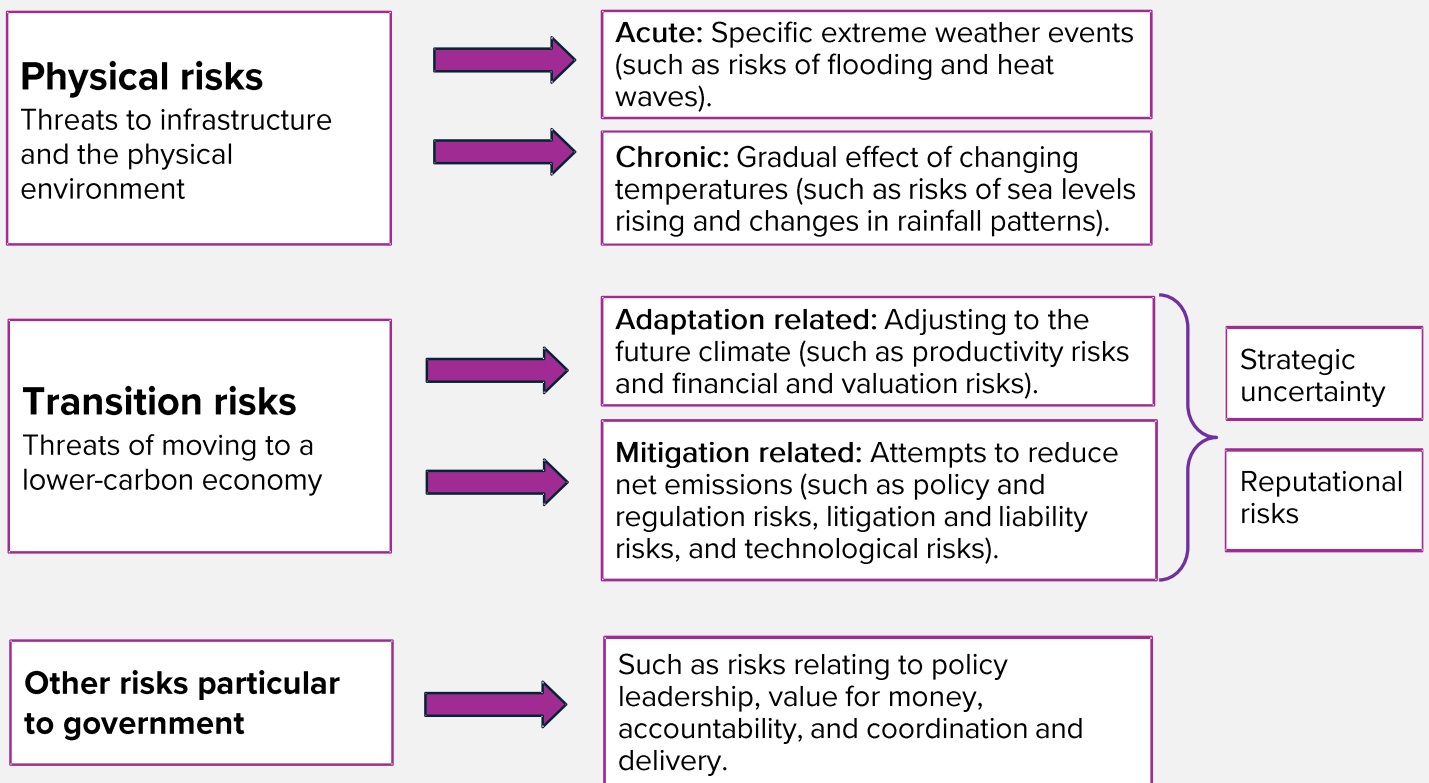 Physical risks
Threats to infrastructure
and the physical
environment
Acute: Specific extreme weather events
(such as risks of flooding and heat
waves).
Chronic: Gradual effect of changing
temperatures (such as risks of sea levels
rising and changes in rainfall patterns).
Transition risks
Threats of moving to a
lower-carbon economy
Adaptation related: Adjusting to the
future climate (such as productivity risks
and financial and valuation risks).
Mitigation related: Attempts to reduce
net emissions (such as policy and
regulation risks, litigation and liability
risks, and technological risks).
Strategic
uncertainty
Reputational
risks
Other risks particular
to government
Such as risks relating to policy
leadership, value for money,
accountability, and coordination and
delivery.